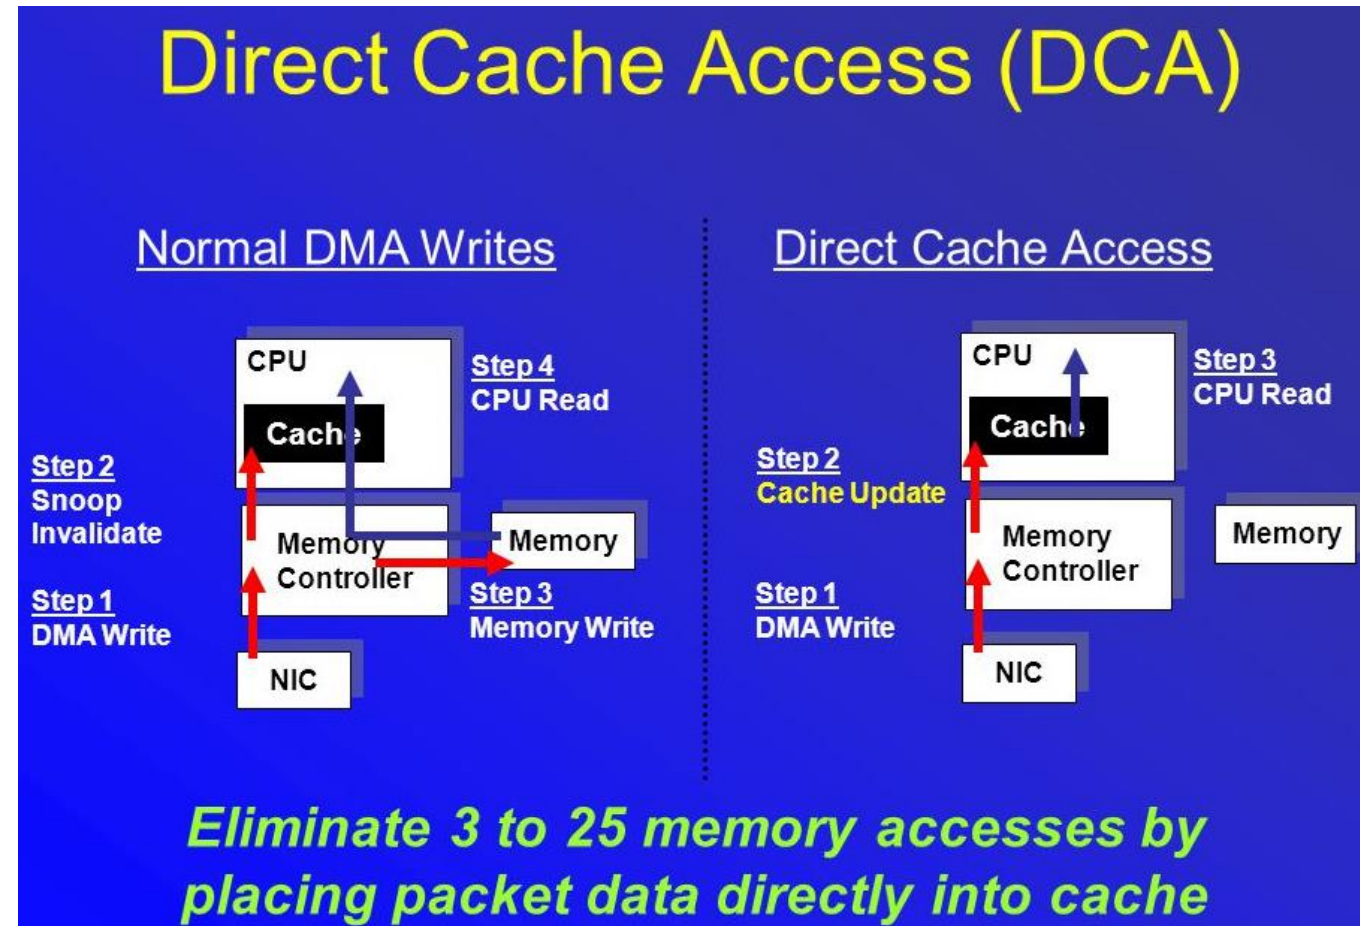 Direct Cache Access (DCA)
Normal DMA Writes
CPU
Cache
Step 4
CPU Read
Step 2
Snoop
Invalidate
Memory
Controller
Memory
Step 1
DMA Write
Step 3
Memory Write
NIC
Direct Cache Access
CPU
Cache
Step 3
CPU Read
Step 2
Cache Update
Memory
Controller
Memory
Step 1
DMA Write
NIC
Eliminate 3 to 25 memory accesses by
placing packet data directly into cache